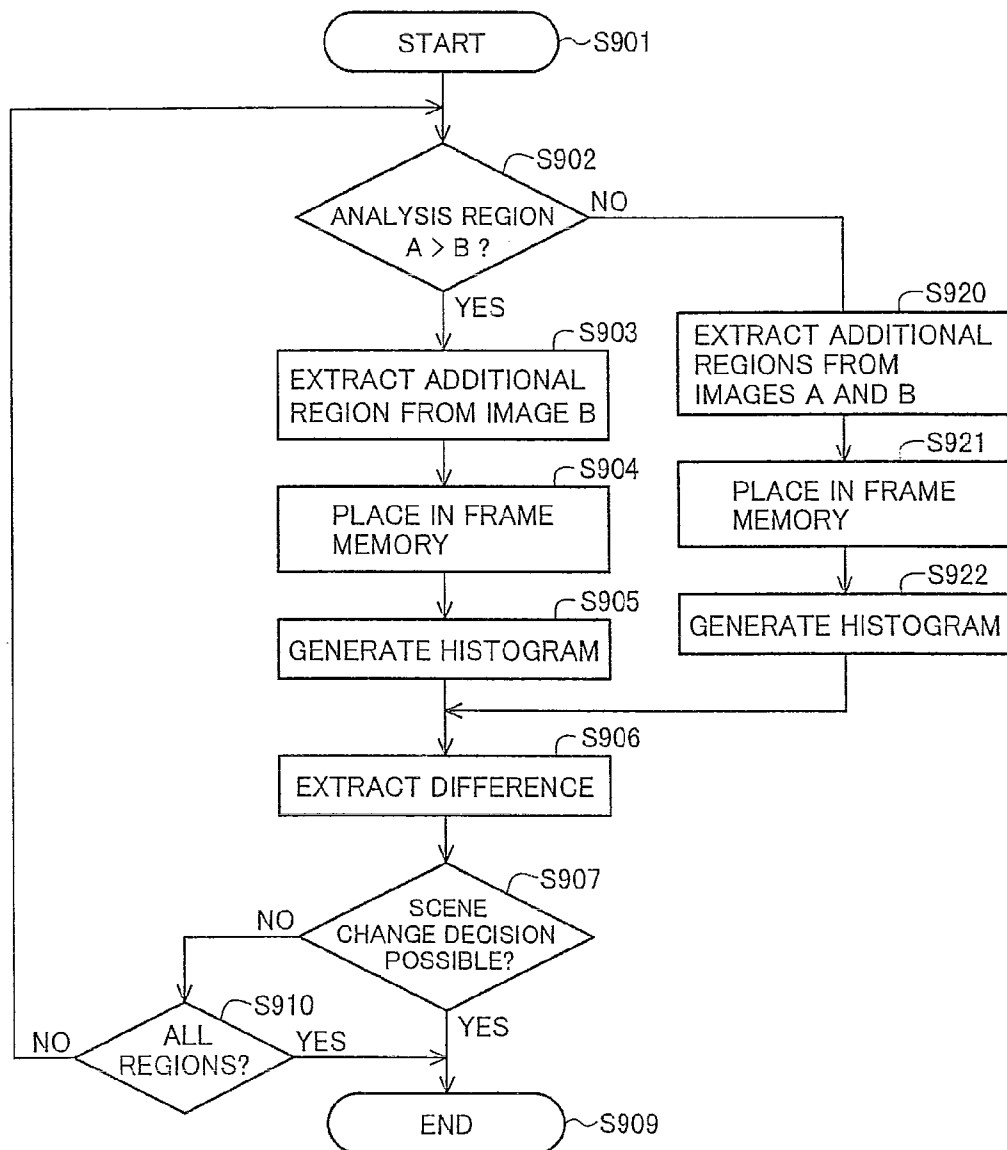 START
S901
S902
ANALYSIS REGION
A > B ?
NO
YES
S903
EXTRACT ADDITIONAL
REGION FROM IMAGE B
S920
EXTRACT ADDITIONAL
REGIONS FROM
IMAGES A AND B
S904
PLACE IN FRAME
MEMORY
S921
PLACE IN FRAME
MEMORY
S905
GENERATE HISTOGRAM
S922
GENERATE HISTOGRAM
S906
EXTRACT DIFFERENCE
S907
SCENE
CHANGE DECISION
POSSIBLE?
NO
YES
S910
ALL
REGIONS?
NO
YES
END
S909